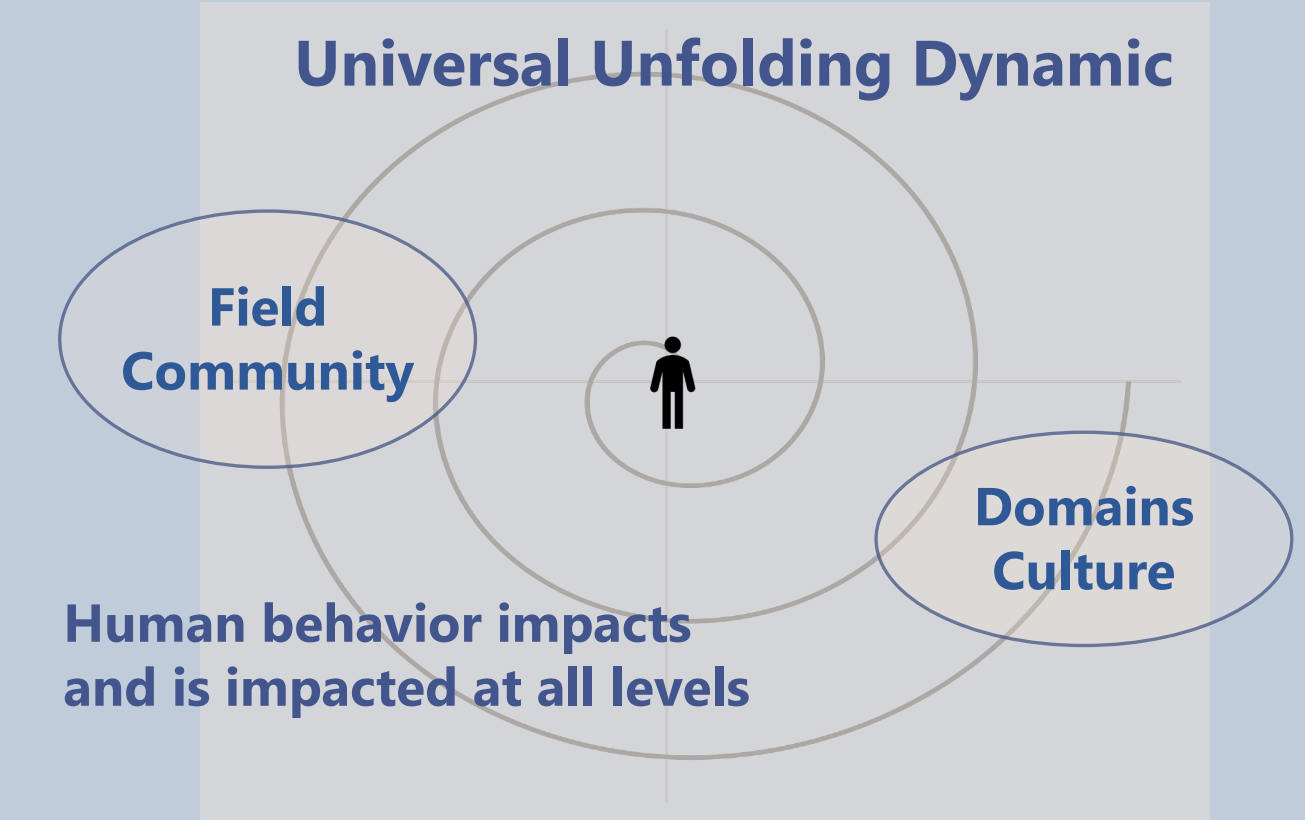 Universal Unfolding Dynamic
Field
Community
Domains
Culture
Human behavior impacts
and is impacted at all levels